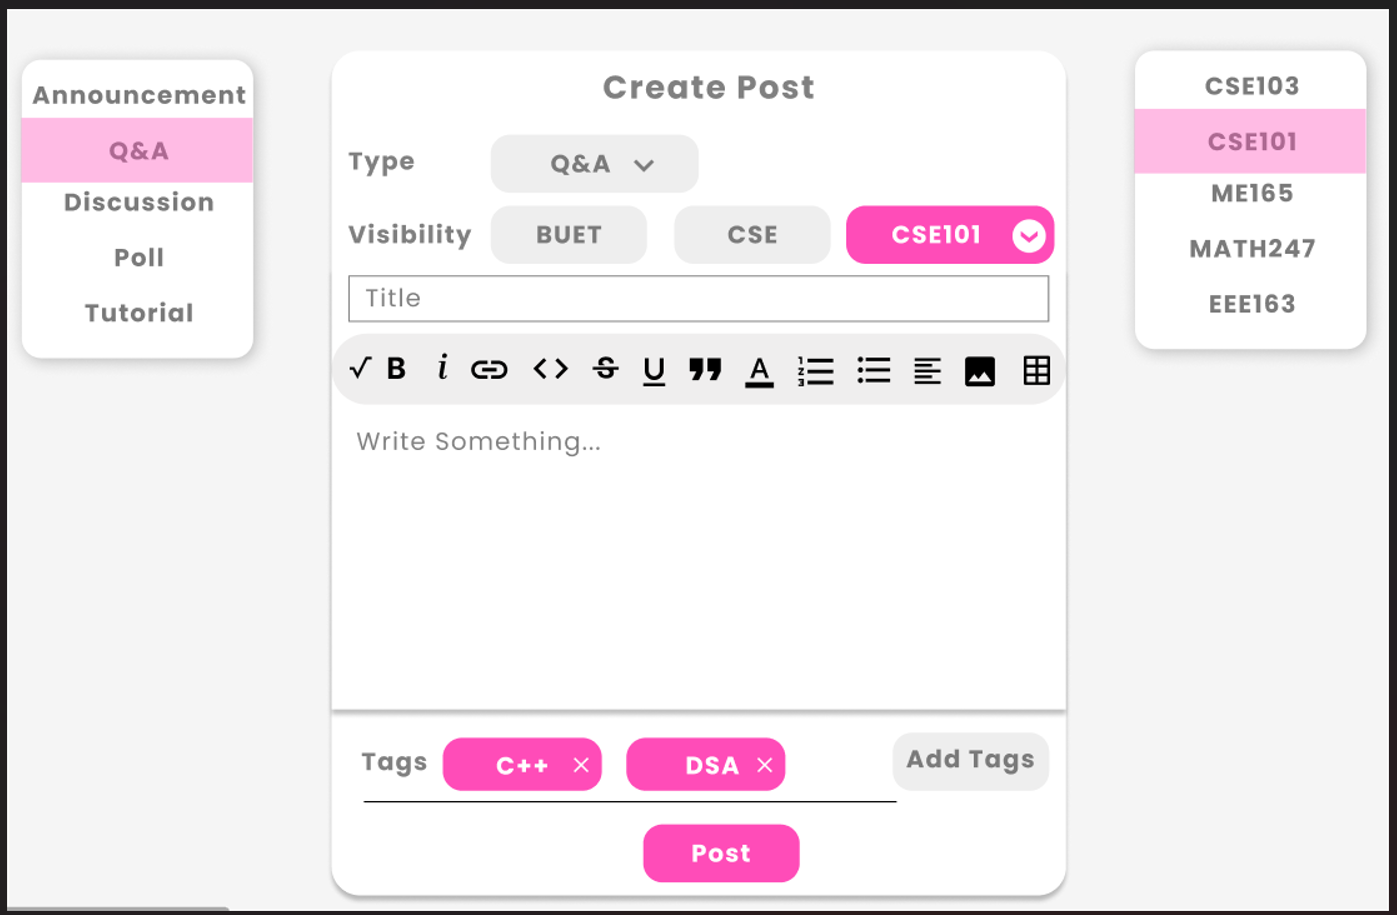 Announcement
Q&A
Discussion
Poll
Tutorial
Create Post
Type Q&A
Visibility BUET CSE CSE101
Title
√ B i <> S U ❞ A
Write Something...
Tags C++ × DSA × Add Tags
Post
CSE103
CSE101
ME165
MATH247
EEE163